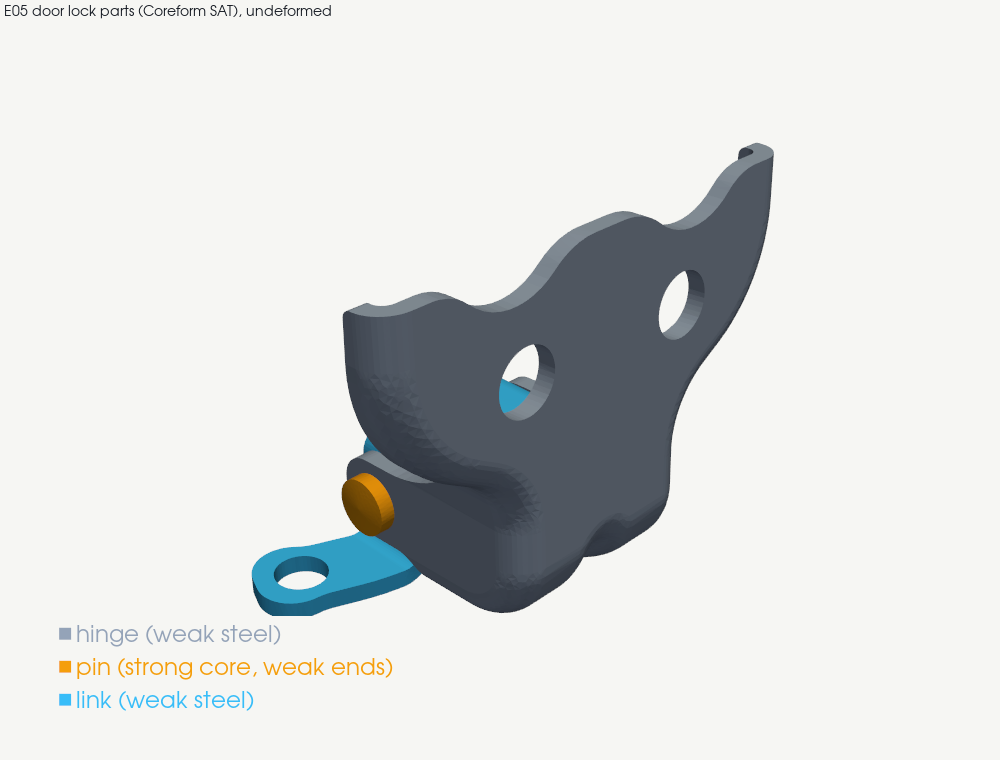 E05 door lock parts (Coreform SAT), undeformed
hinge (weak steel)
pin (strong core, weak ends)
link (weak steel)